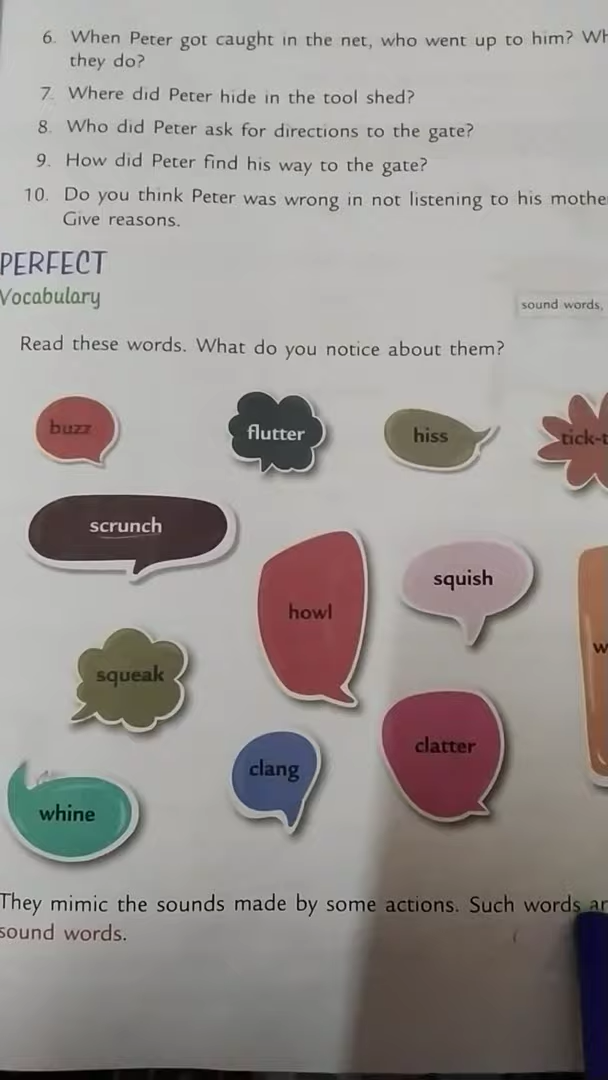 6. When Peter got caught in the net, who went up to him?
they do?
7. Where did Peter hide in the tool shed?
8. Who did Peter ask for directions to the gate?
9. How did Peter find his way to the gate?
10. Do you think Peter was wrong in not listening to his
Give reasons.
PERFECT
Vocabulary
sound words,
Read these words. What do you notice about them?
buzz
flutter
hiss
scrunch
howl
squish
squeak
clatter
clang
whine
They mimic the sounds made by some actions. Such words
sound words.